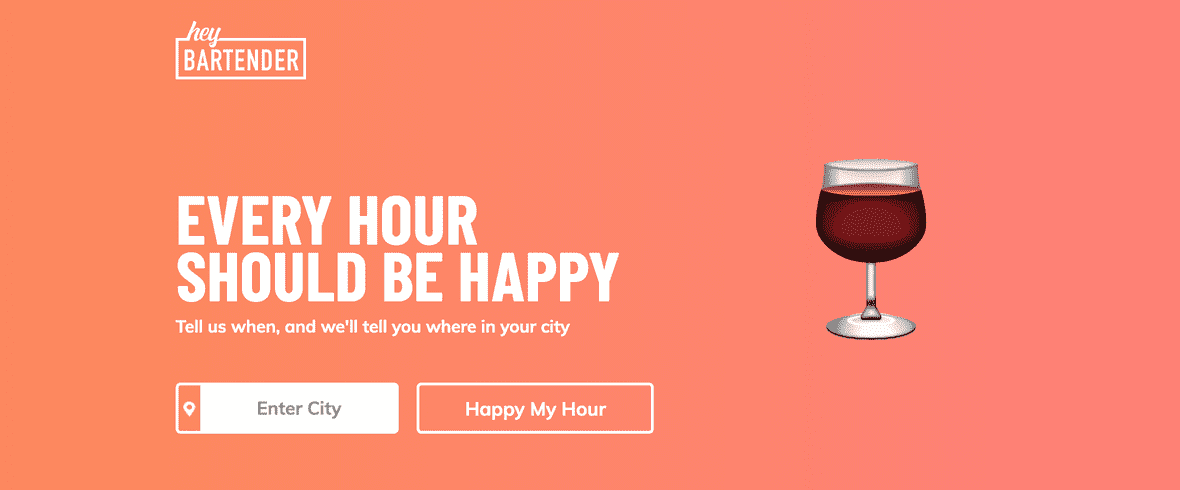 hey
BARTENDER
EVERY HOUR
SHOULD BE HAPPY
Tell us when, and we'll tell you where in your city
Enter City
Happy My Hour